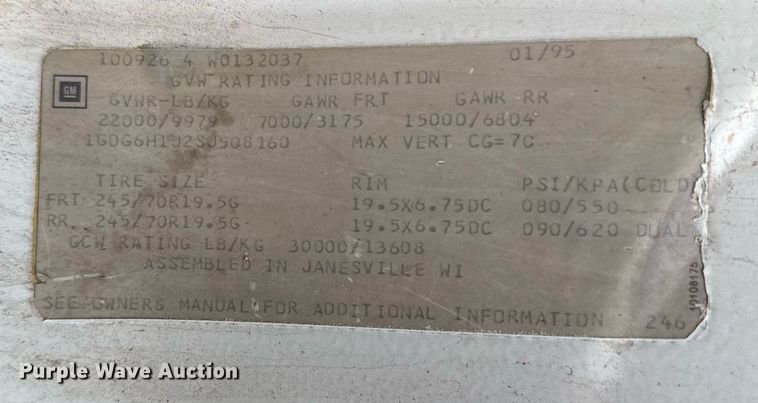 100926 4 W0132037 01/95
GM
GVW RATING INFORMATION
GVWR-LB/KG GAWR FRT GAWR RR
22000/9979 7000/3175 15000/6804
1GDG6H1J2SJ508160 MAX VERT CG=70
TIRE SIZE RIM PSI/KPA(COLD
FRT 245/70R19.5G 19.5X6.75DC 080/550
RR. 245/70R19.5G 19.5X6.75DC 090/620 DUAL
GCW RATING LB/KG 30000/13608
ASSEMBLED IN JANESVILLE WI
SEE OWNERS MANUAL FOR ADDITIONAL INFORMATION 246
10108175
Purple Wave Auction